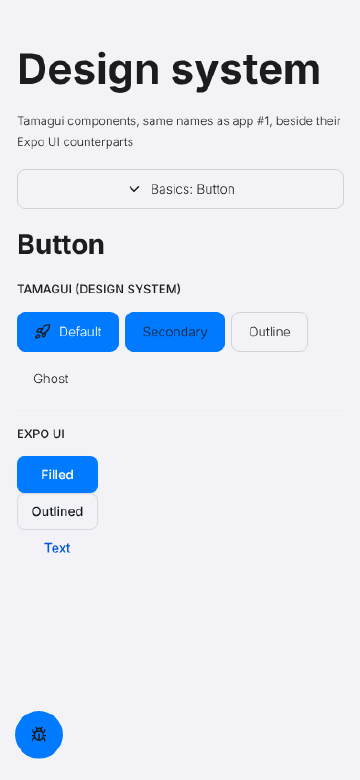 Design system
Tamagui components, same names as app #1, beside their
Expo UI counterparts
Basics: Button
Button
TAMAGUI (DESIGN SYSTEM)
Default Secondary Outline
Ghost
EXPO UI
Filled
Outlined
Text